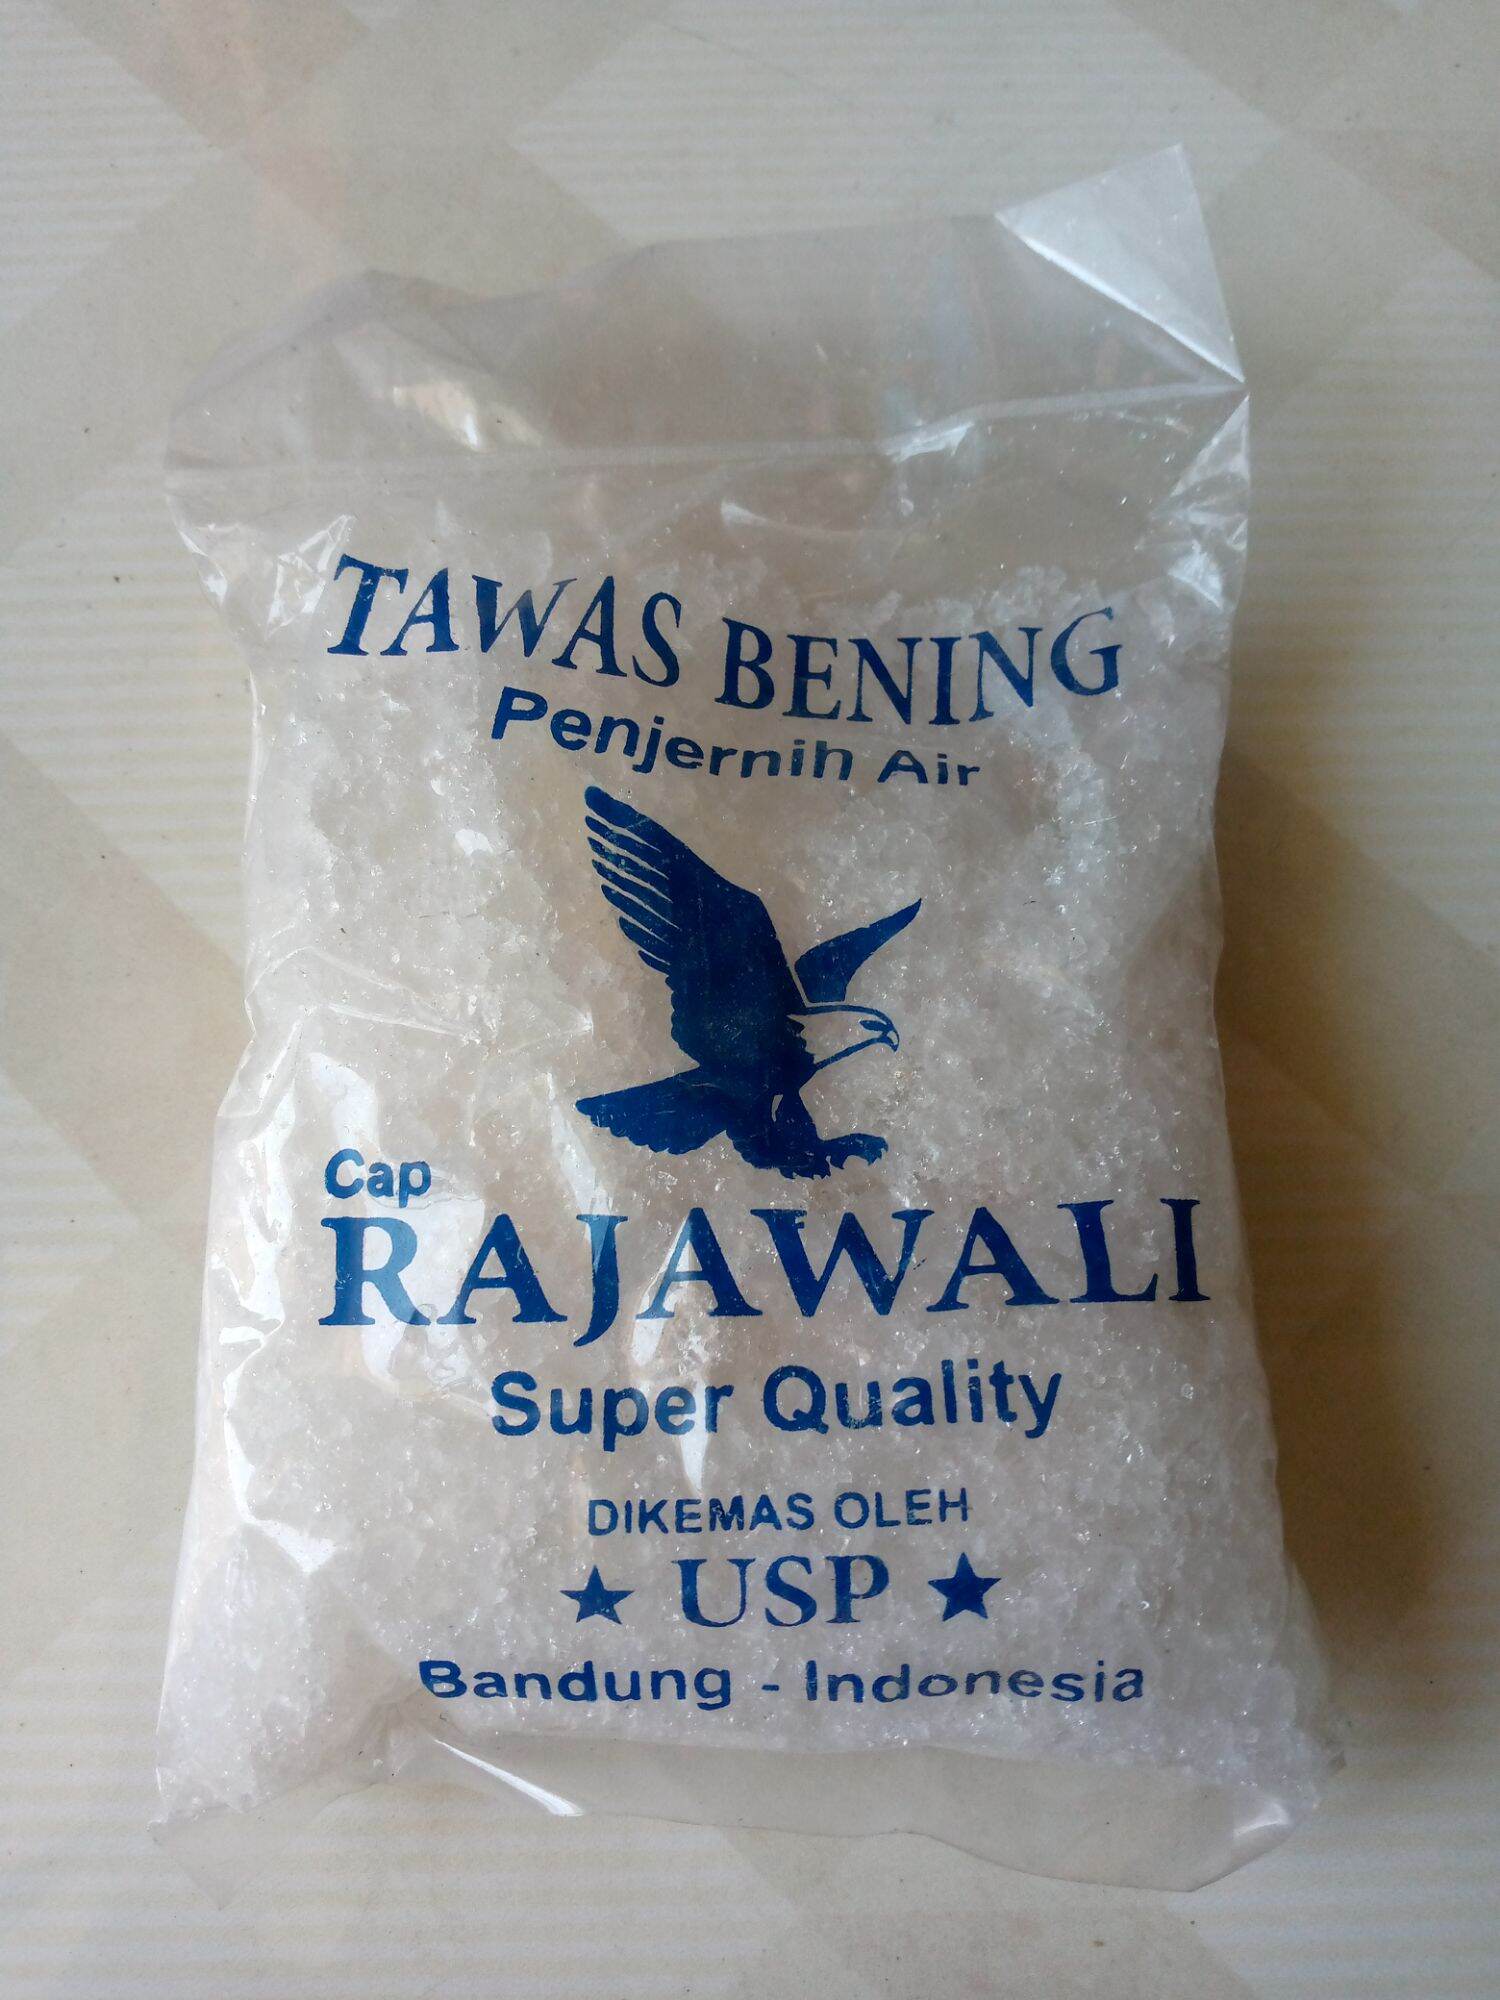 TAWAS BENING
Penjernih Air
Cap
RAJAWALI
Super Quality
DIKEMAS OLEH
★ USP ★
Bandung - Indonesia